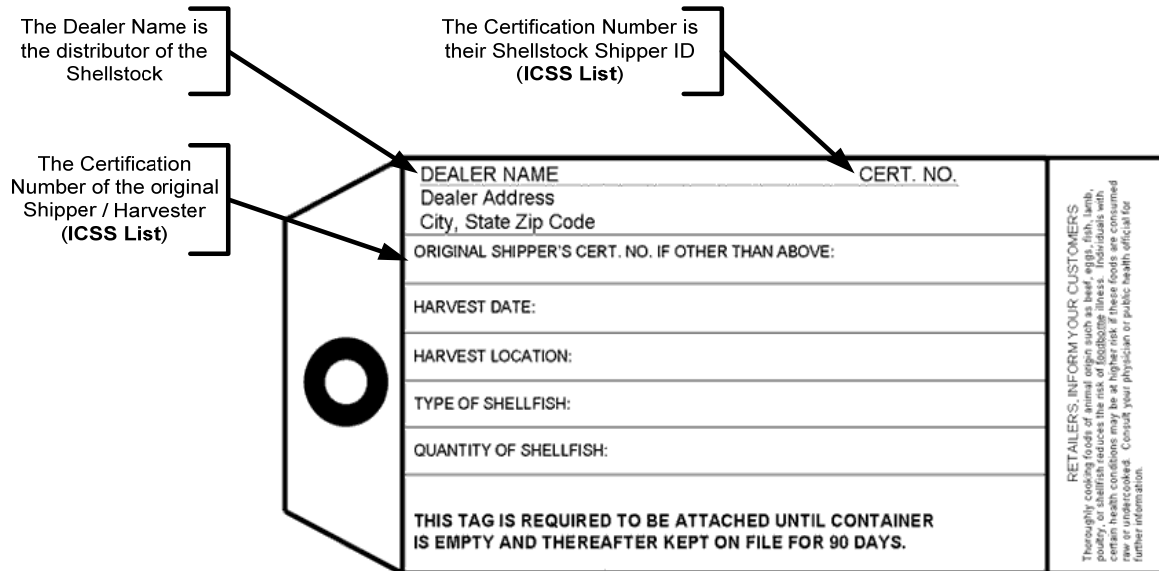 The Dealer Name is
the distributor of the
Shellstock
The Certification Number is
their Shellstock Shipper ID
(ICSS List)
The Certification
Number of the original
Shipper / Harvester
(ICSS List)
DEALER NAME CERT. NO.
Dealer Address
City, State Zip Code
ORIGINAL SHIPPER'S CERT. NO. IF OTHER THAN ABOVE:
HARVEST DATE:
HARVEST LOCATION:
TYPE OF SHELLFISH:
QUANTITY OF SHELLFISH:
THIS TAG IS REQUIRED TO BE ATTACHED UNTIL CONTAINER
IS EMPTY AND THEREAFTER KEPT ON FILE FOR 90 DAYS.
RETAILERS, INFORM YOUR CUSTOMERS
Thoroughly cooking foods of animal origin such as beef, eggs, fish, lamb,
poultry, or shellfish reduces the risk of foodborne illness. Individuals with
certain health conditions may be at higher risk if these foods are consumed
raw or undercooked. Consult your physician or public health official for
further information.